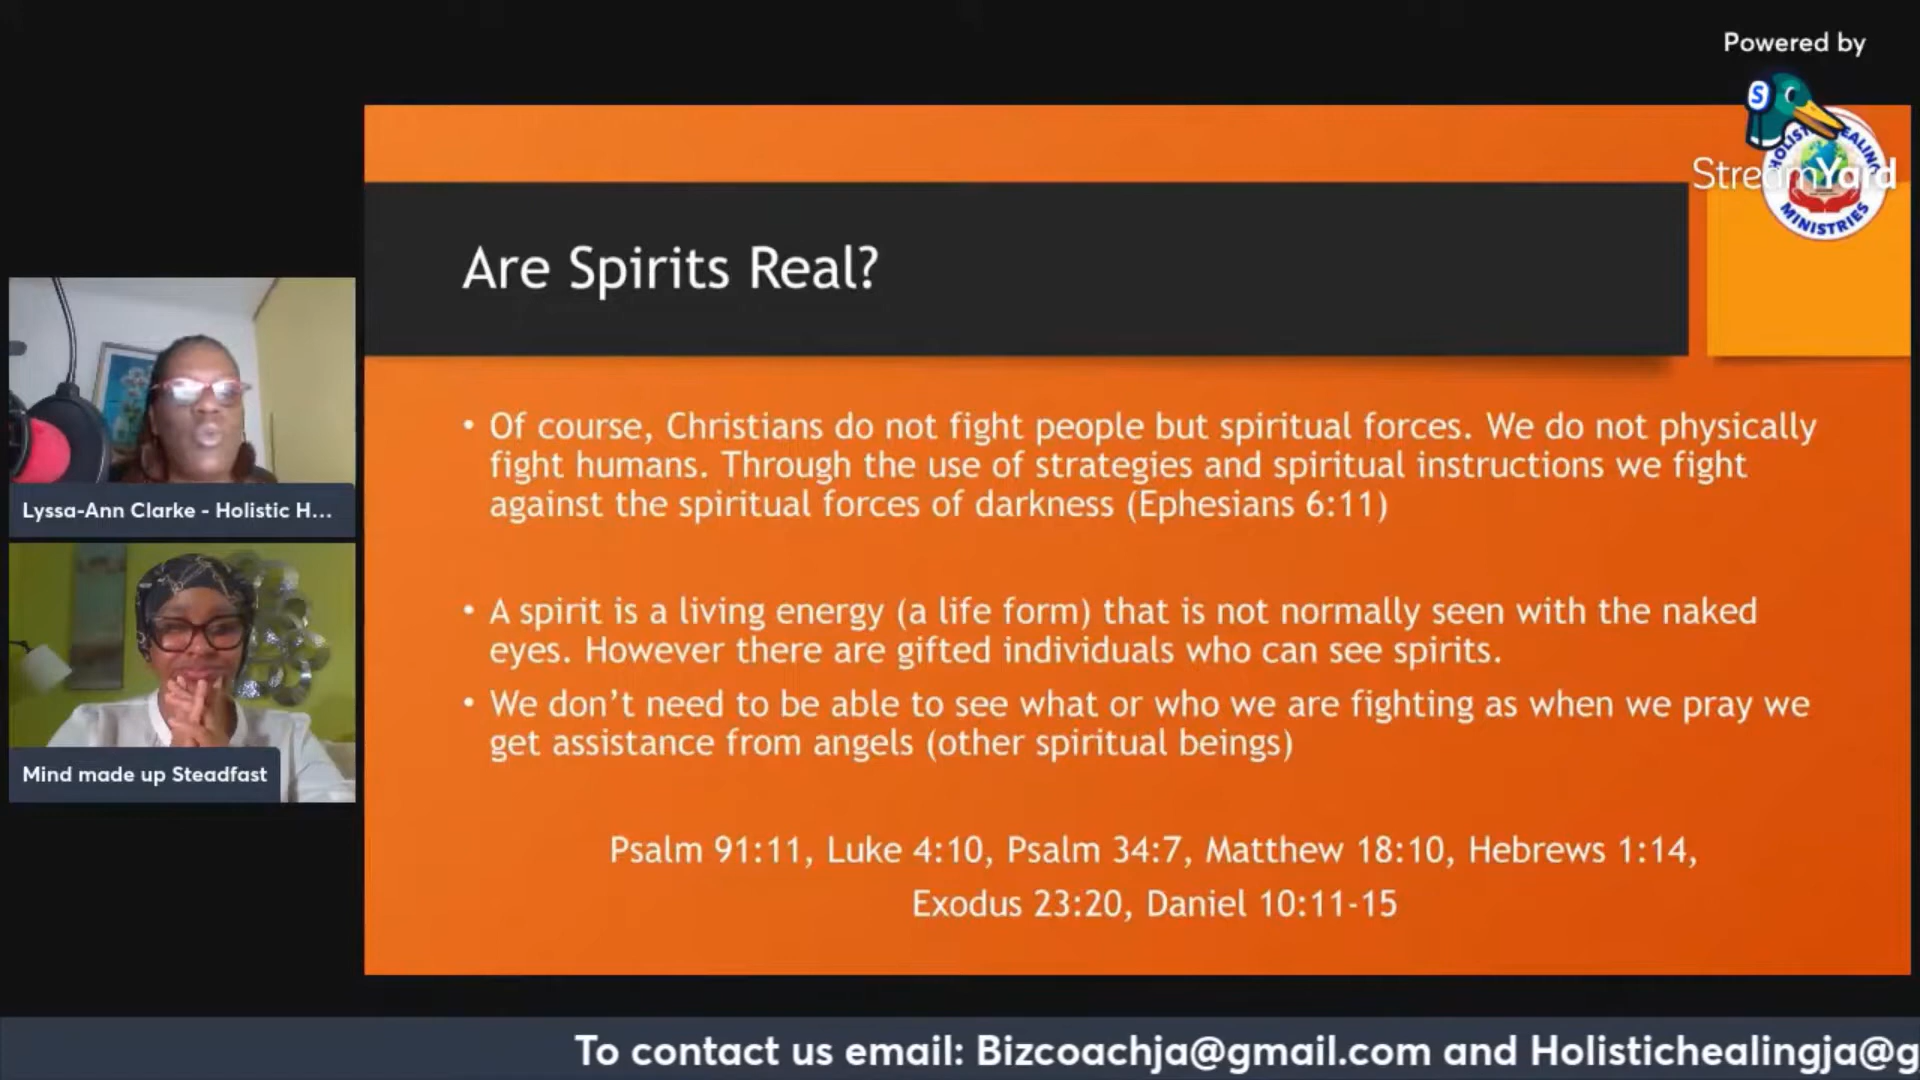 Powered by
S
StreamYard
HOLISTIC HEALING
MINISTRIES
Are Spirits Real?
• Of course, Christians do not fight people but spiritual forces. We do not physically
fight humans. Through the use of strategies and spiritual instructions we fight
against the spiritual forces of darkness (Ephesians 6:11)
• A spirit is a living energy (a life form) that is not normally seen with the naked
eyes. However there are gifted individuals who can see spirits.
• We don’t need to be able to see what or who we are fighting as when we pray we
get assistance from angels (other spiritual beings)
Psalm 91:11, Luke 4:10, Psalm 34:7, Matthew 18:10, Hebrews 1:14,
Exodus 23:20, Daniel 10:11-15
Lyssa-Ann Clarke - Holistic H...
Mind made up Steadfast
To contact us email: Bizcoachja@gmail.com and Holistichealingja@g